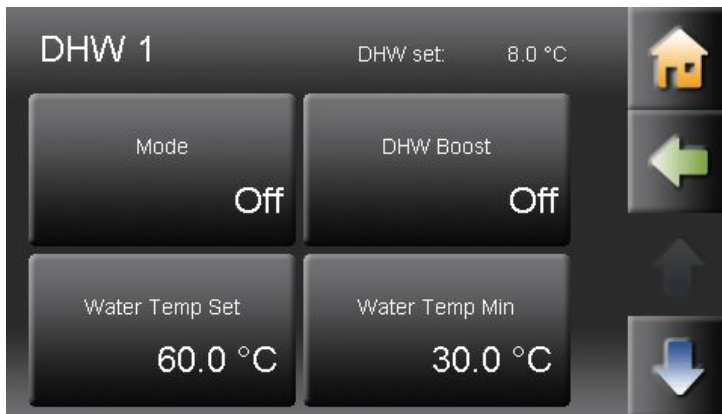 DHW 1 DHW set: 8.0 °C
Mode DHW Boost
Off Off
Water Temp Set Water Temp Min
60.0 °C 30.0 °C